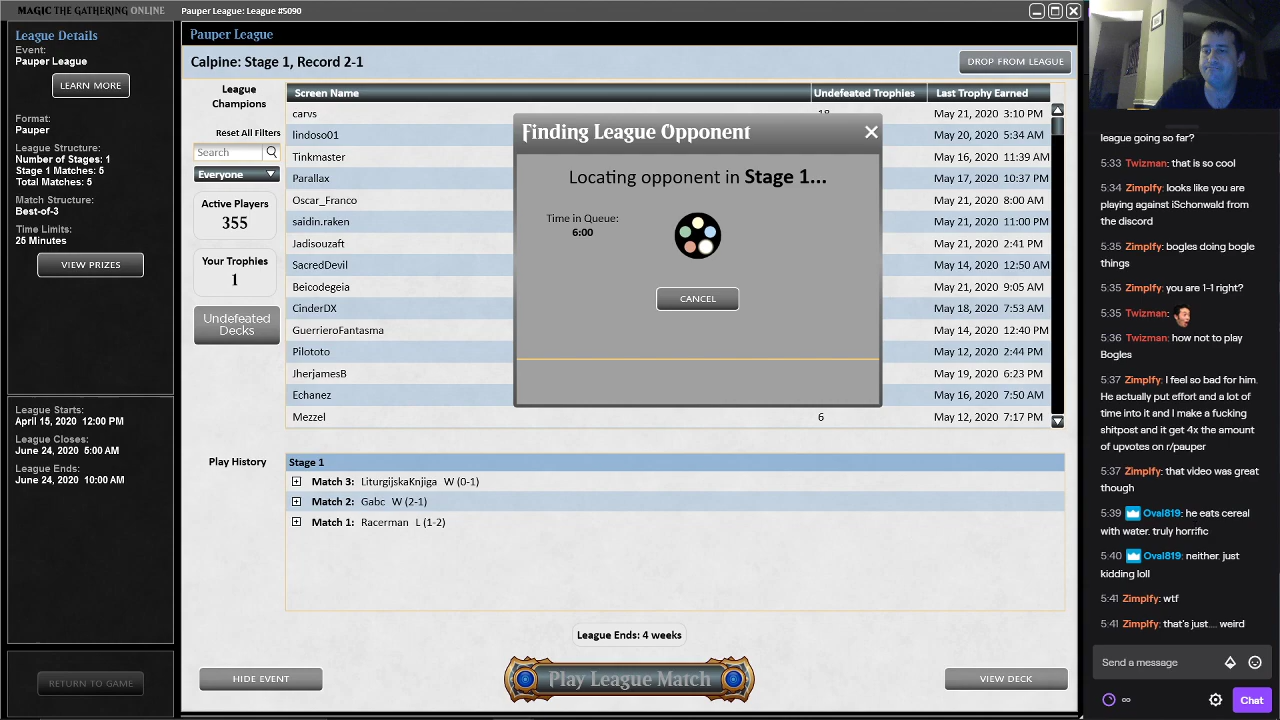 MAGIC THE GATHERING ONLINE
Pauper League: League #5090
League Details
Event:
Pauper League
LEARN MORE
Format:
Pauper
League Structure:
Number of Stages: 1
Stage 1 Matches: 5
Total Matches: 5
Match Structure:
Best-of-3
Time Limits:
25 Minutes
VIEW PRIZES
League Starts:
April 15, 2020 12:00 PM
League Closes:
June 24, 2020 5:00 AM
League Ends:
June 24, 2020 10:00 AM
RETURN TO GAME
Pauper League
Calpine: Stage 1, Record 2-1
DROP FROM LEAGUE
League
Champions
Reset All Filters
Search
Everyone
Active Players
355
Your Trophies
1
Undefeated
Decks
Screen Name Undefeated Trophies Last Trophy Earned
carvs May 21, 2020 3:10 PM
lindoso01 May 20, 2020 5:34 AM
Tinkmaster May 16, 2020 11:39 AM
Parallax May 17, 2020 10:37 PM
Oscar_Franco May 21, 2020 8:00 AM
saidin.raken May 21, 2020 11:00 PM
Jadisouzaft May 21, 2020 2:41 PM
SacredDevil May 14, 2020 12:50 AM
Beicodegeia May 21, 2020 9:05 AM
CinderDX May 18, 2020 7:53 AM
GuerrieroFantasma May 14, 2020 12:40 PM
Pilototo May 12, 2020 2:44 PM
JherjamesB May 19, 2020 6:23 PM
Echanez May 16, 2020 7:50 AM
Mezzel 6 May 12, 2020 7:17 PM
Finding League Opponent
Locating opponent in Stage 1...
Time in Queue:
6:00
CANCEL
Play History
Stage 1
Match 3: LiturgijskaKnjiga W (0-1)
Match 2: Gabc W (2-1)
Match 1: Racerman L (1-2)
League Ends: 4 weeks
HIDE EVENT
Play League Match
VIEW DECK
league going so far?
5:33 Twizman: that is so cool
5:34 Zimplfy: looks like you are
playing against iSchonwald from
the discord
5:35 Zimplfy: bogles doing bogle
things
5:35 Zimplfy: you are 1-1 right?
5:35 Twizman:
5:36 Twizman: how not to play
Bogles
5:37 Zimplfy: I feel so bad for him.
He actually put effort and a lot of
time into it and I make a fucking
shitpost and it get 4x the amount
of upvotes on r/pauper
5:37 Zimplfy: that video was great
though
5:39 Oval819: he eats cereal
with water. truly horrific
5:40 Oval819: neither. just
kidding loll
5:41 Zimplfy: wtf
5:41 Zimplfy: that's just.... weird
Send a message
∞
Chat